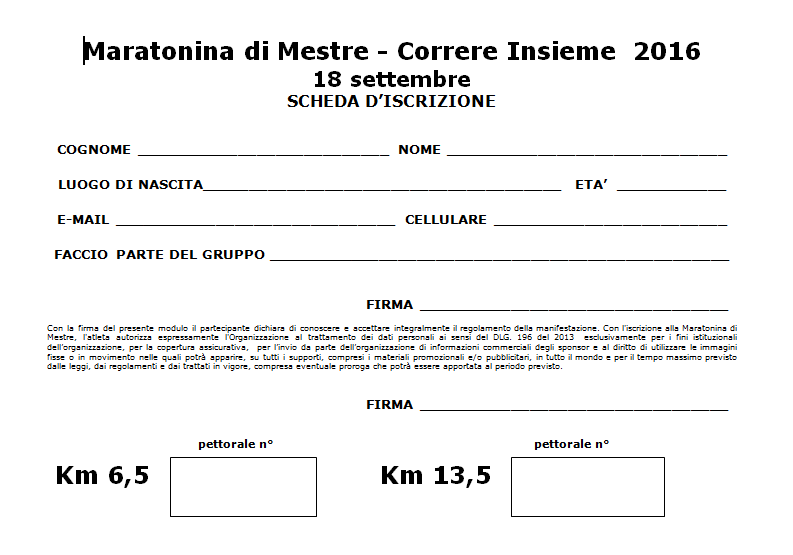 Maratonina di Mestre - Correre Insieme 2016
18 settembre
SCHEDA D'ISCRIZIONE
COGNOME ____________________________ NOME ________________________________
LUOGO DI NASCITA________________________________________ ETA' ____________
E-MAIL ________________________________ CELLULARE __________________________
FACCIO PARTE DEL GRUPPO ____________________________________________________
FIRMA ___________________________________
Con la firma del presente modulo il partecipante dichiara di conoscere e accettare integralmente il regolamento della manifestazione. Con l'iscrizione alla Maratonina di
Mestre, l'atleta autorizza espressamente l'Organizzazione al trattamento dei dati personali ai sensi del DLG. 196 del 2013 esclusivamente per i fini istituzionali
dell'organizzazione, per la copertura assicurativa, per l'invio da parte dell'organizzazione di informazioni commerciali degli sponsor e al diritto di utilizzare le immagini
fisse o in movimento nelle quali potrà apparire, su tutti i supporti, compresi i materiali promozionali e/o pubblicitari, in tutto il mondo e per il tempo massimo previsto
dalle leggi, dai regolamenti e dai trattati in vigore, compresa eventuale proroga che potrà essere apportata al periodo previsto.
FIRMA ___________________________________
pettorale n° pettorale n°
Km 6,5 Km 13,5